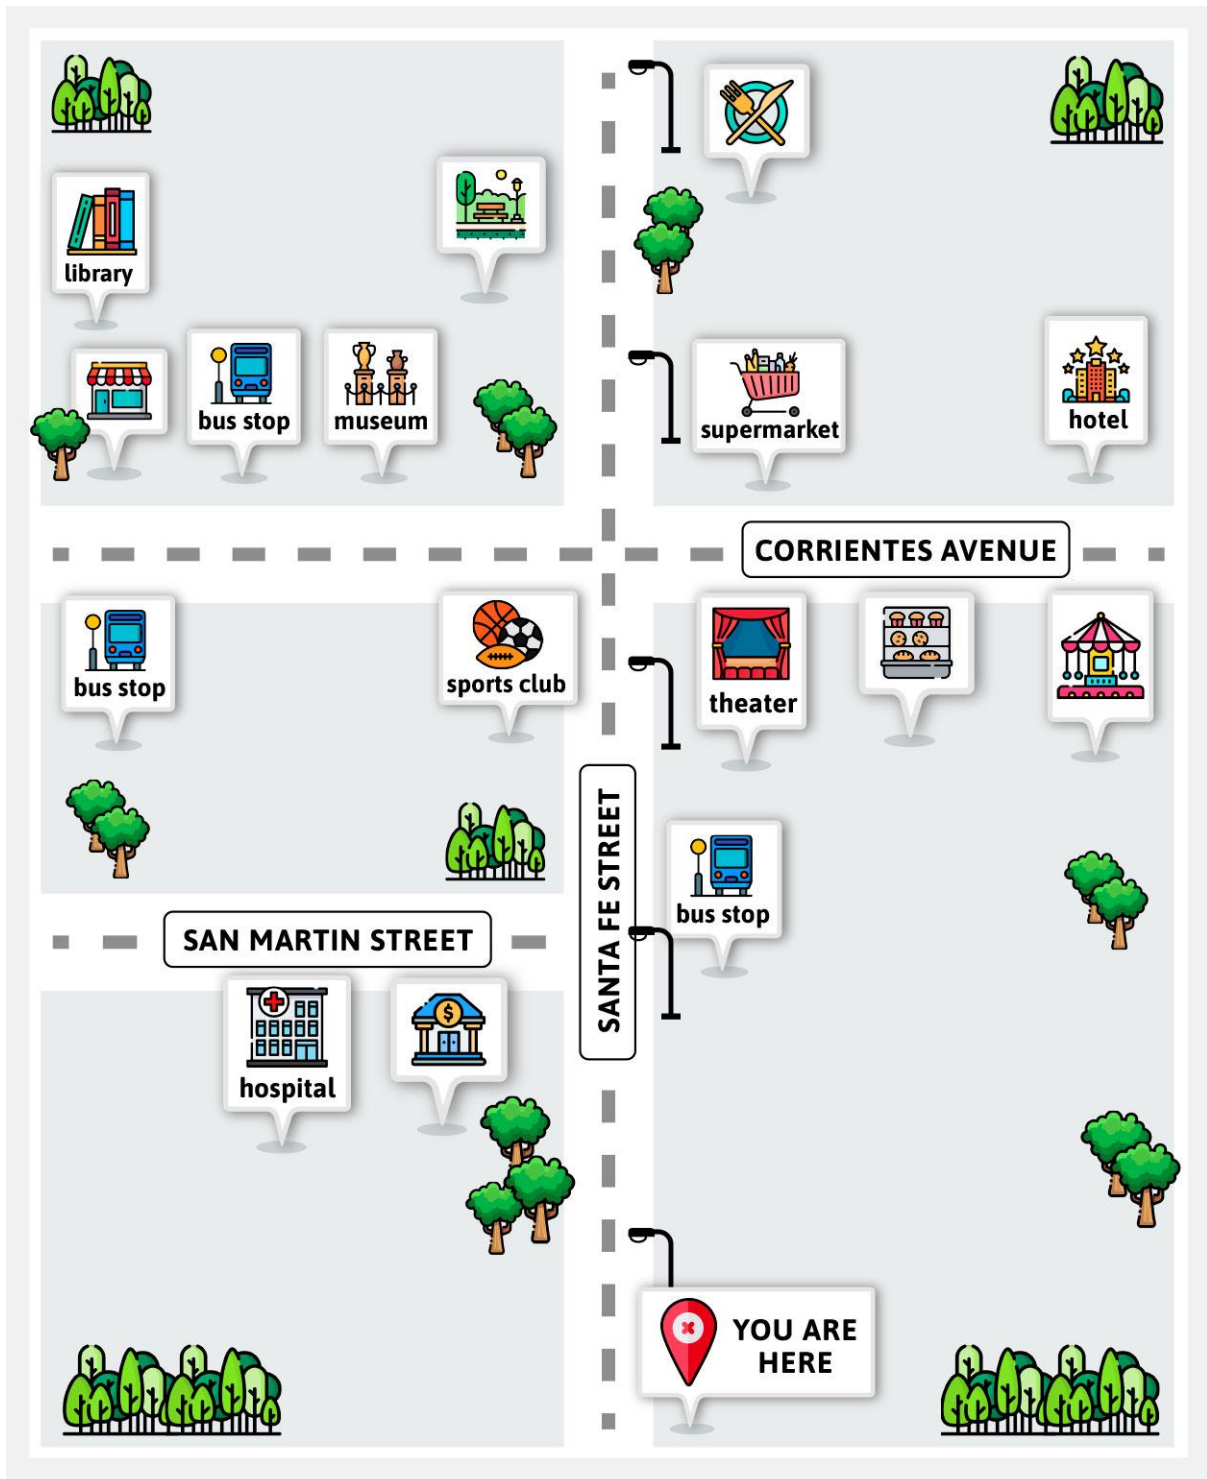 library
bus stop
museum
supermarket
hotel
CORRIENTES AVENUE
bus stop
sports club
theater
SANTA FE STREET
bus stop
SAN MARTIN STREET
hospital
$
YOU ARE
HERE